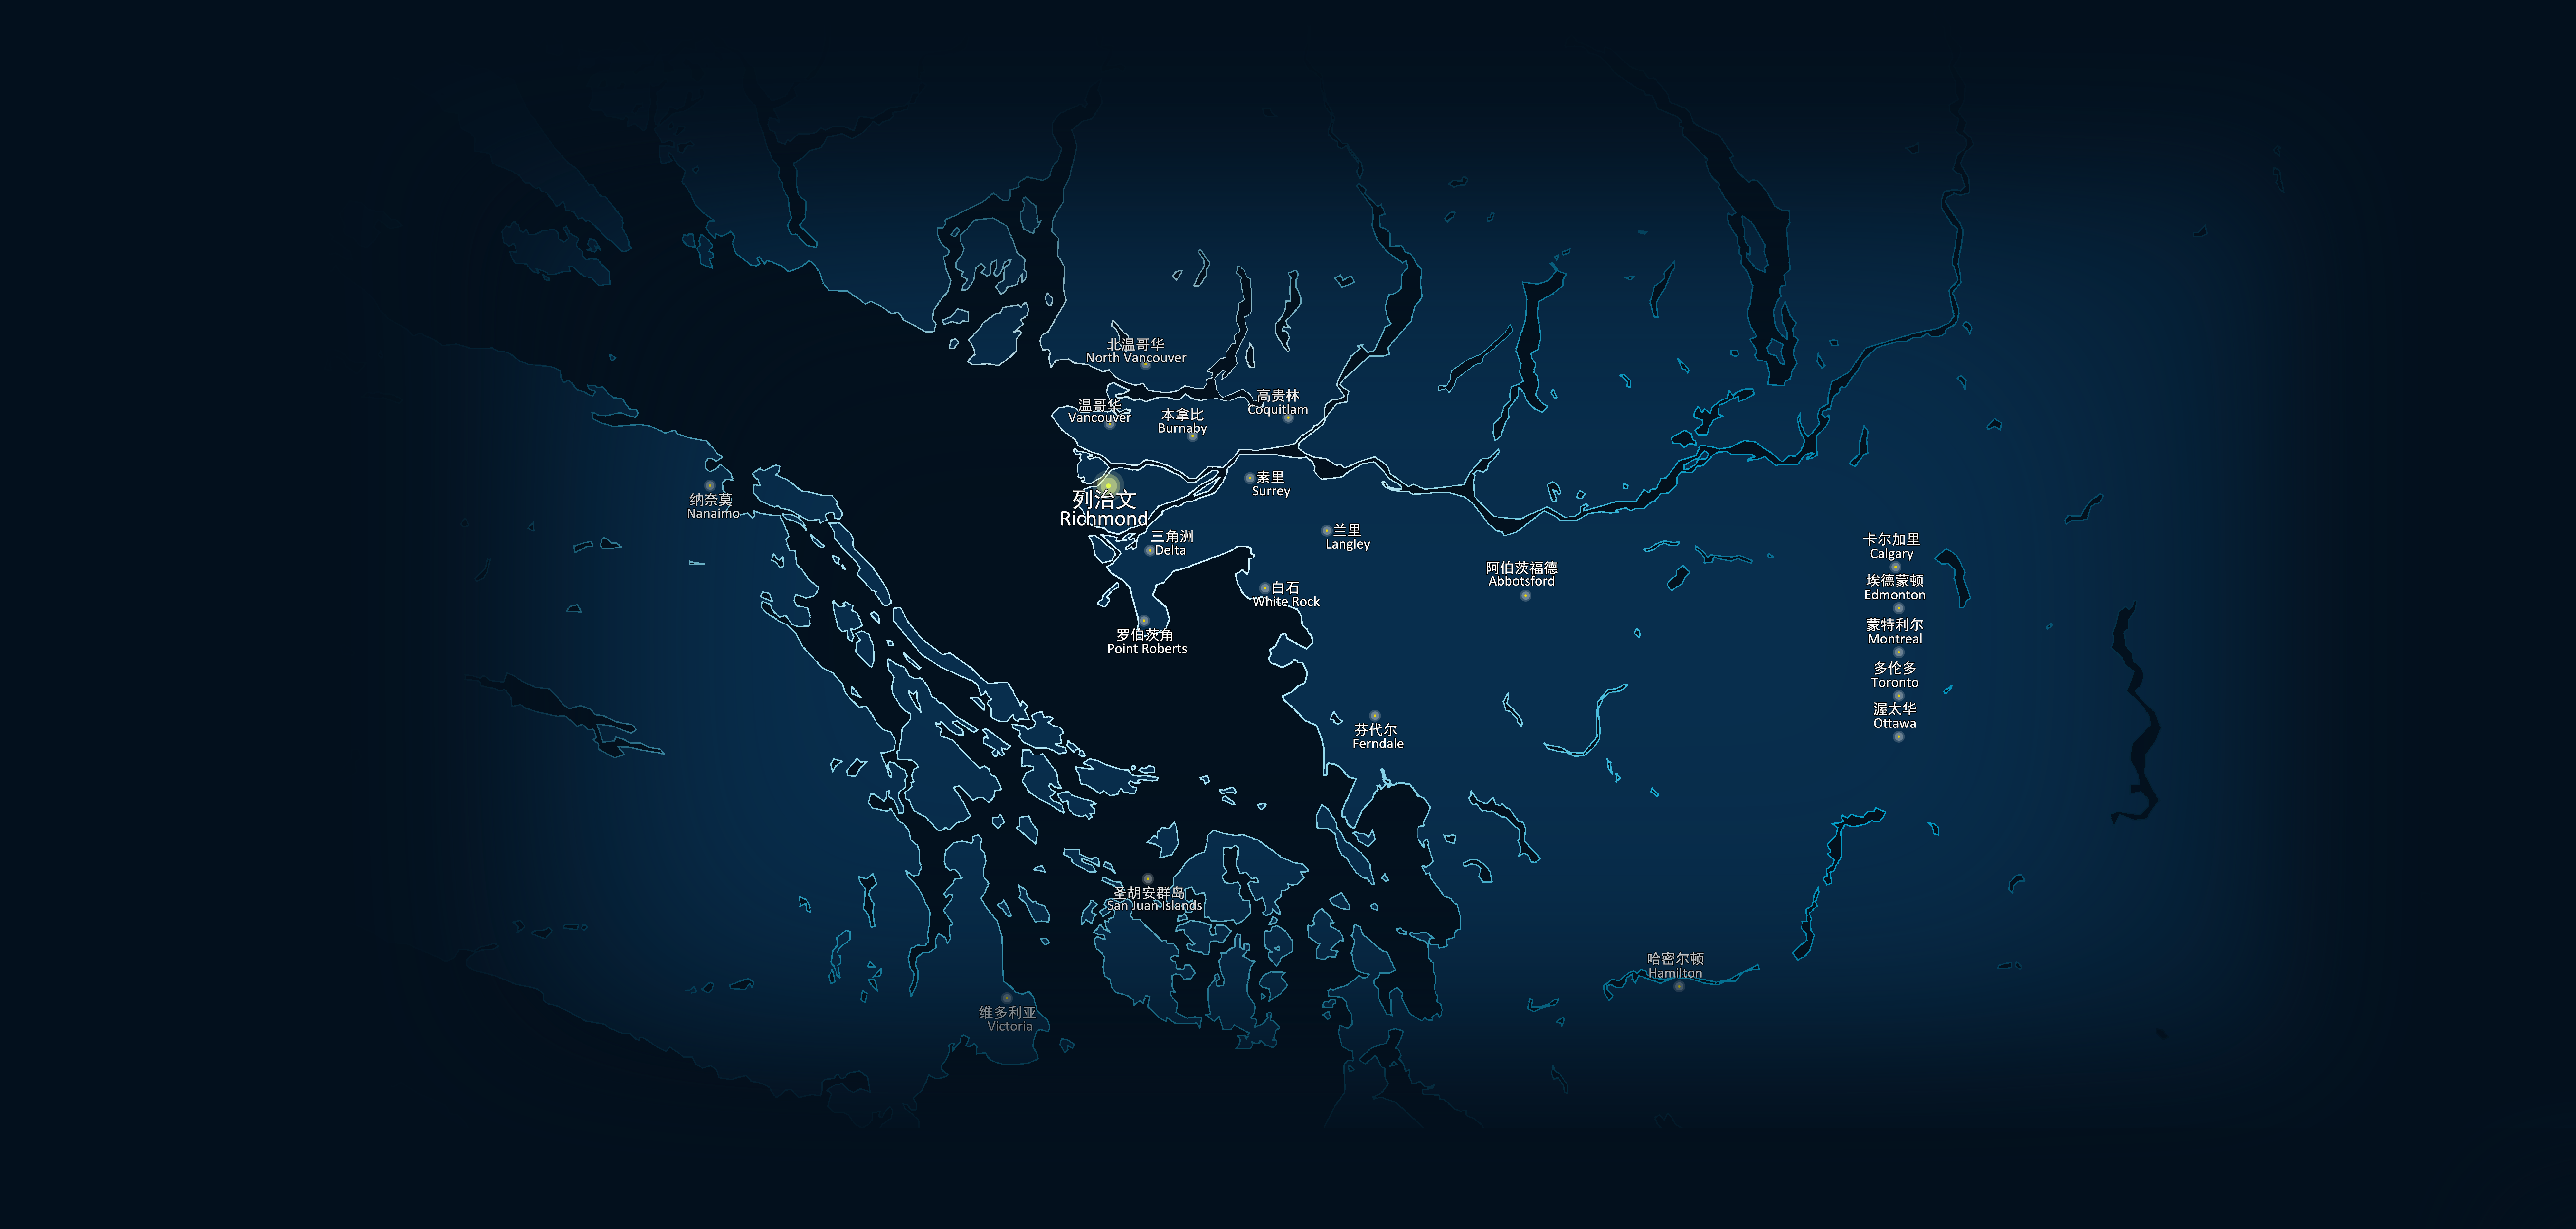 北温哥华
North Vancouver
温哥华
Vancouver
本拿比
Burnaby
高贵林
Coquitlam
列治文
Richmond
素里
Surrey
纳奈莫
Nanaimo
三角洲
Delta
兰里
Langley
阿伯茨福德
Abbotsford
白石
White Rock
罗伯茨角
Point Roberts
卡尔加里
Calgary
埃德蒙顿
Edmonton
蒙特利尔
Montreal
多伦多
Toronto
渥太华
Ottawa
芬代尔
Ferndale
圣胡安群岛
San Juan Islands
哈密尔顿
Hamilton
维多利亚
Victoria